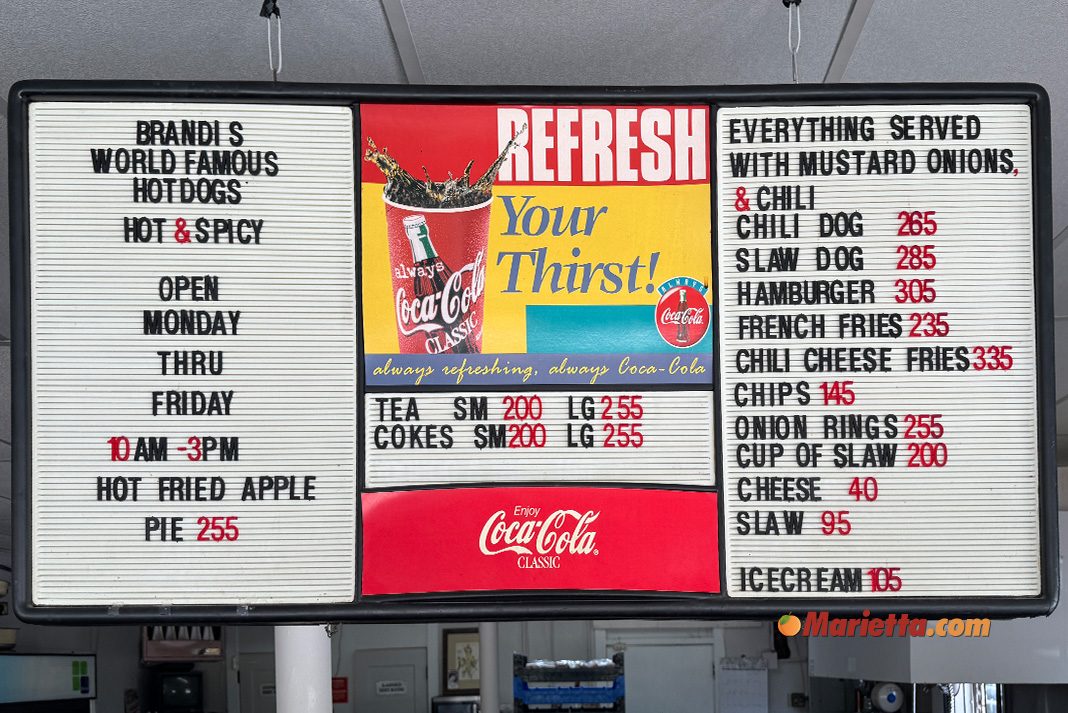 BRANDI S
WORLD FAMOUS
HOTDOGS
HOT & SPICY
OPEN
MONDAY
THRU
FRIDAY
10AM -3PM
HOT FRIED APPLE
PIE 255
REFRESH
Your
Thirst!
always
Coca-Cola
CLASSIC
ALWAYS
Coca-Cola
always refreshing, always Coca-Cola
TEA SM 200 LG 255
COKES SM 200 LG 255
Enjoy
Coca-Cola
CLASSIC
EVERYTHING SERVED
WITH MUSTARD ONIONS,
& CHILI
CHILI DOG 265
SLAW DOG 285
HAMBURGER 305
FRENCH FRIES 235
CHILI CHEESE FRIES 335
CHIPS 145
ONION RINGS 255
CUP OF SLAW 200
CHEESE 40
SLAW 95
ICECREAM 105
Marietta.com